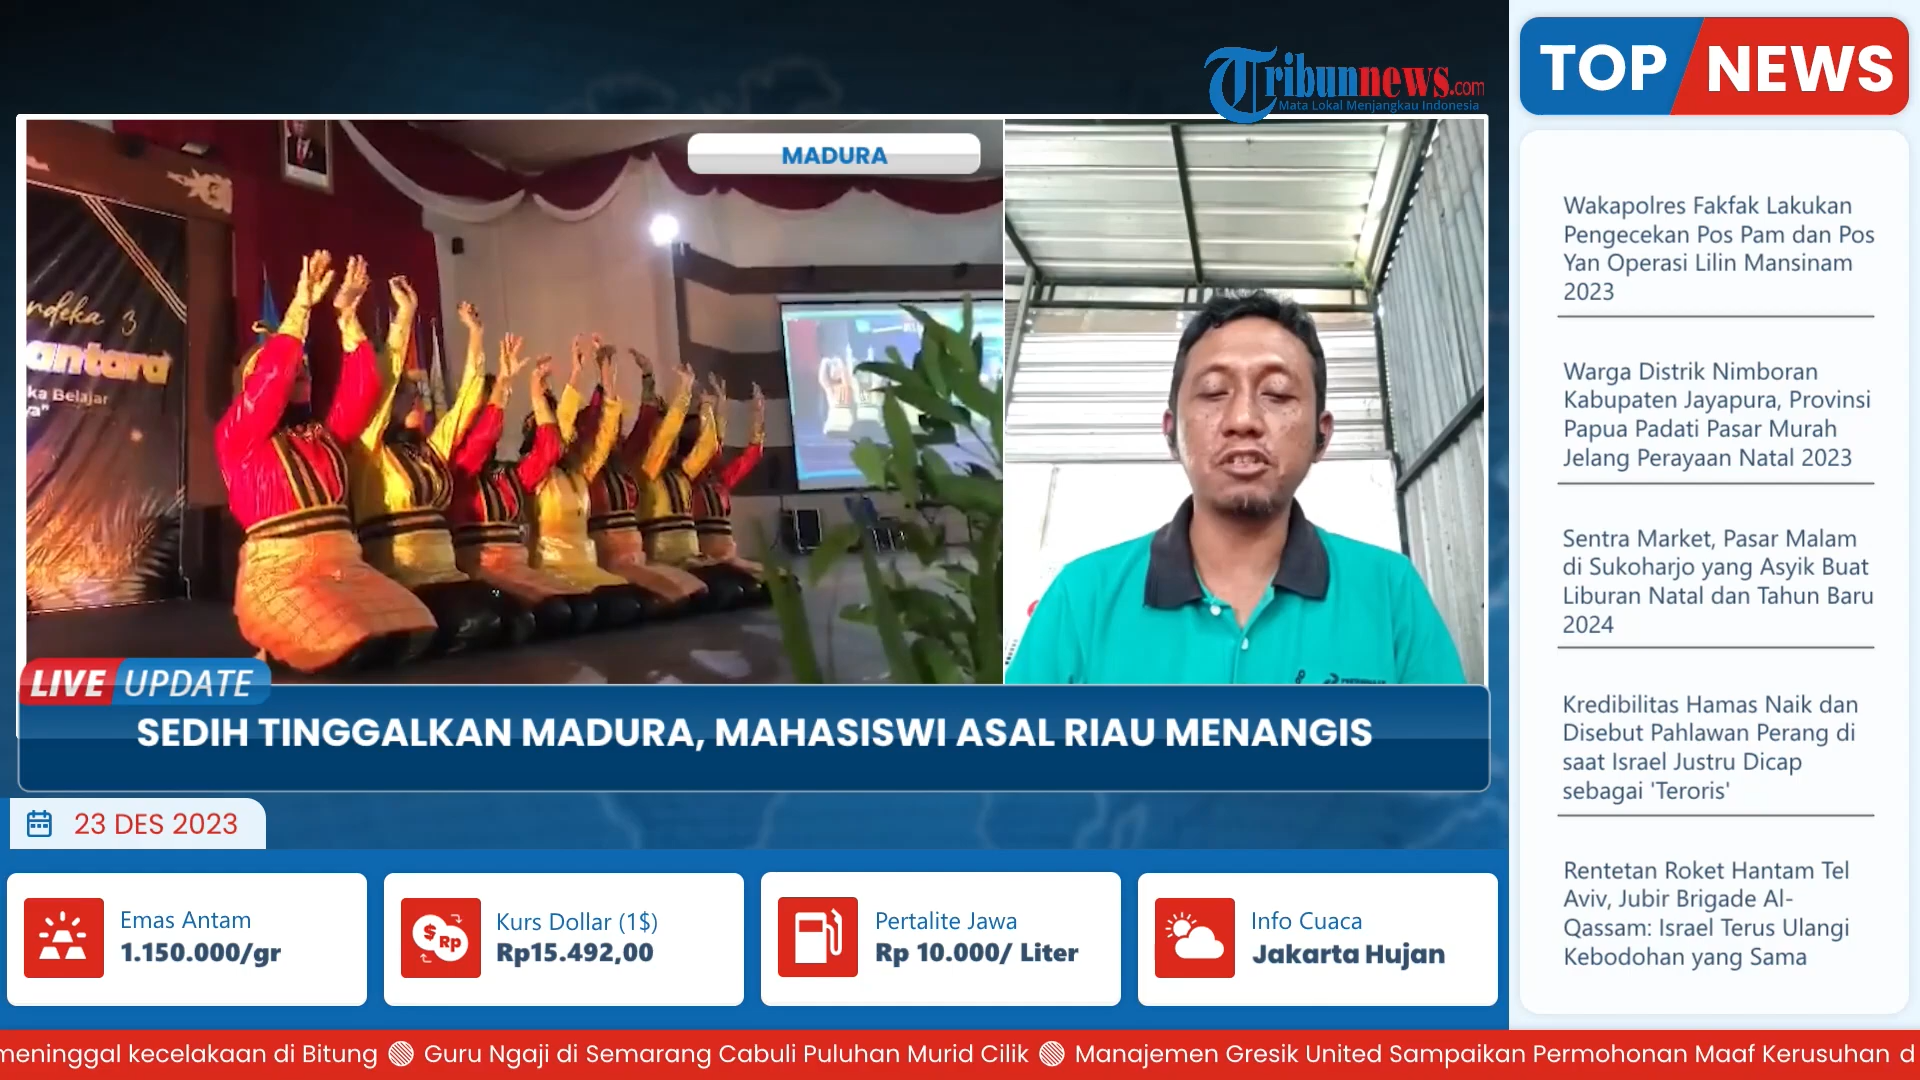 Tribunnews.com
Mata Lokal Menjangkau Indonesia
TOP NEWS
MADURA
ndeka 3
antara
ka Belajar
ya"
LIVE UPDATE
SEDIH TINGGALKAN MADURA, MAHASISWI ASAL RIAU MENANGIS
23 DES 2023
Emas Antam
1.150.000/gr
Kurs Dollar (1$)
Rp15.492,00
Pertalite Jawa
Rp 10.000/ Liter
Info Cuaca
Jakarta Hujan
Wakapolres Fakfak Lakukan
Pengecekan Pos Pam dan Pos
Yan Operasi Lilin Mansinam
2023
Warga Distrik Nimboran
Kabupaten Jayapura, Provinsi
Papua Padati Pasar Murah
Jelang Perayaan Natal 2023
Sentra Market, Pasar Malam
di Sukoharjo yang Asyik Buat
Liburan Natal dan Tahun Baru
2024
Kredibilitas Hamas Naik dan
Disebut Pahlawan Perang di
saat Israel Justru Dicap
sebagai 'Teroris'
Rentetan Roket Hantam Tel
Aviv, Jubir Brigade Al-
Qassam: Israel Terus Ulangi
Kebodohan yang Sama
meninggal kecelakaan di Bitung Guru Ngaji di Semarang Cabuli Puluhan Murid Cilik Manajemen Gresik United Sampaikan Permohonan Maaf Kerusuhan d